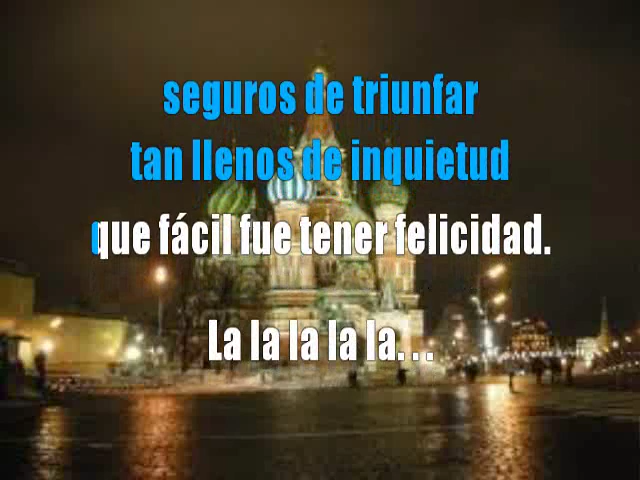 seguros de triunfar
tan llenos de inquietud
que fácil fue tener felicidad.
La la la la la. . .